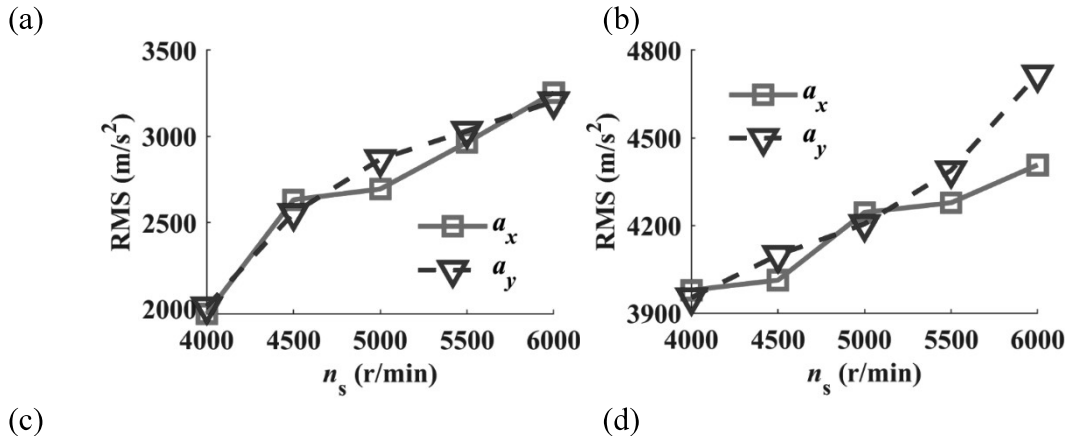 (a)
(b)
3500
3000
2500
2000
RMS (m/s²)
a_x
a_y
4000 4500 5000 5500 6000
n_s (r/min)
4800
4500
4200
3900
RMS (m/s²)
a_x
a_y
4000 4500 5000 5500 6000
n_s (r/min)
(c)
(d)